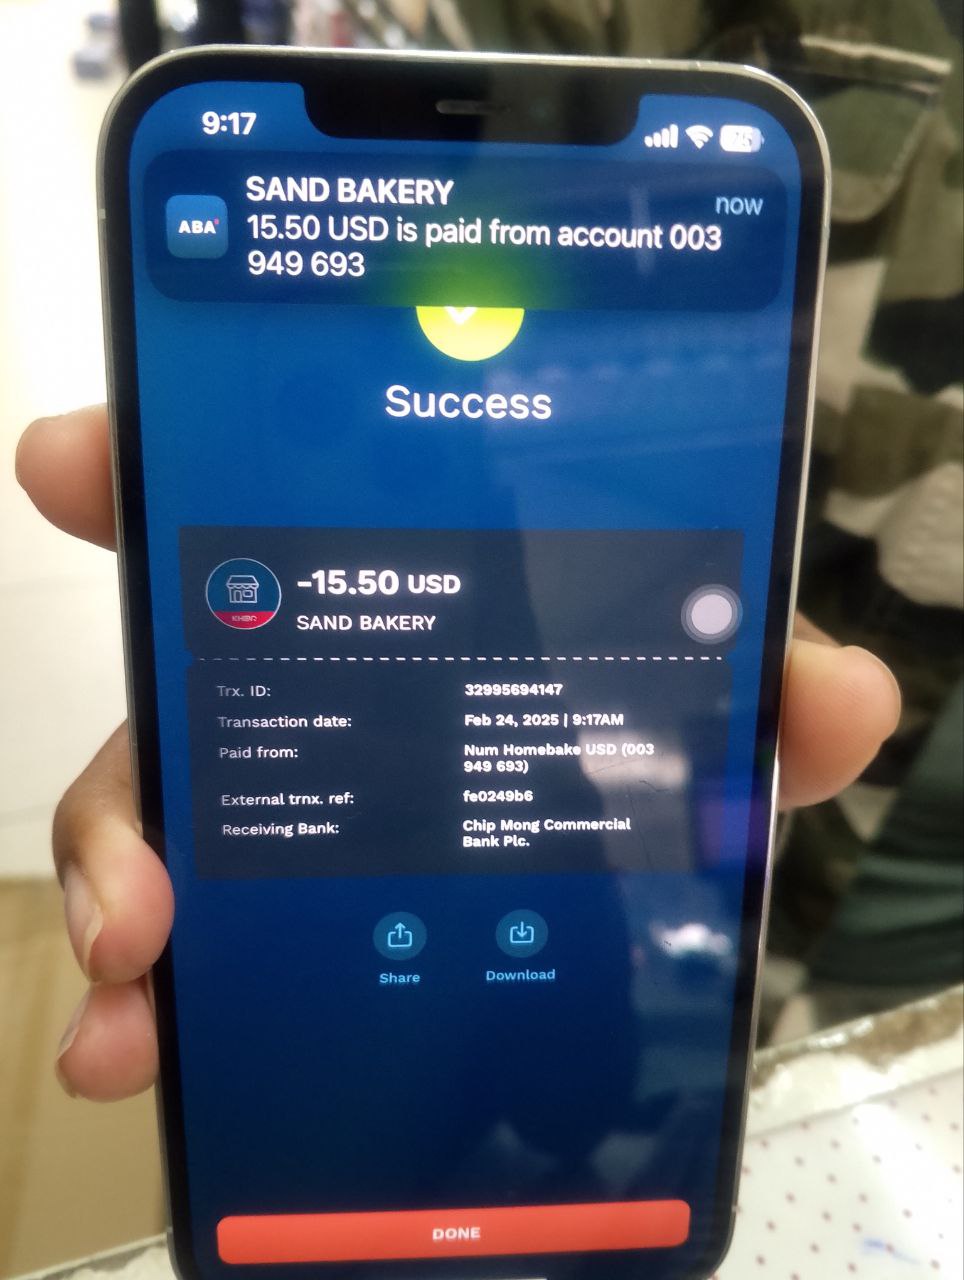 9:17
75
ABA'
SAND BAKERY
now
15.50 USD is paid from account 003
949 693
Success
-15.50 USD
KHQR
SAND BAKERY
Trx. ID:
32995694147
Transaction date:
Feb 24, 2025 | 9:17AM
Paid from:
Num Homebake USD (003
949 693)
External trnx. ref:
fe0249b6
Receiving Bank:
Chip Mong Commercial
Bank Plc.
Share
Download
DONE